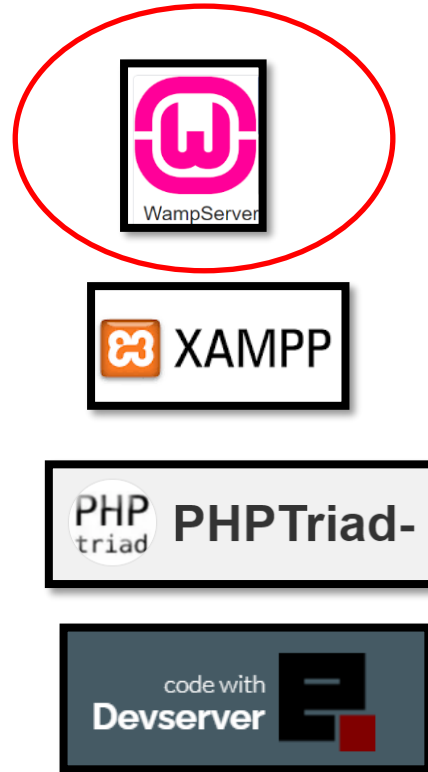 W
WampServer
XAMPP
PHP
triad
PHPTriad-
code with
Devserver